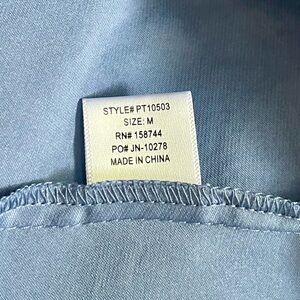 STYLE# PT10503
SIZE: M
RN# 158744
PO# JN-10278
MADE IN CHINA